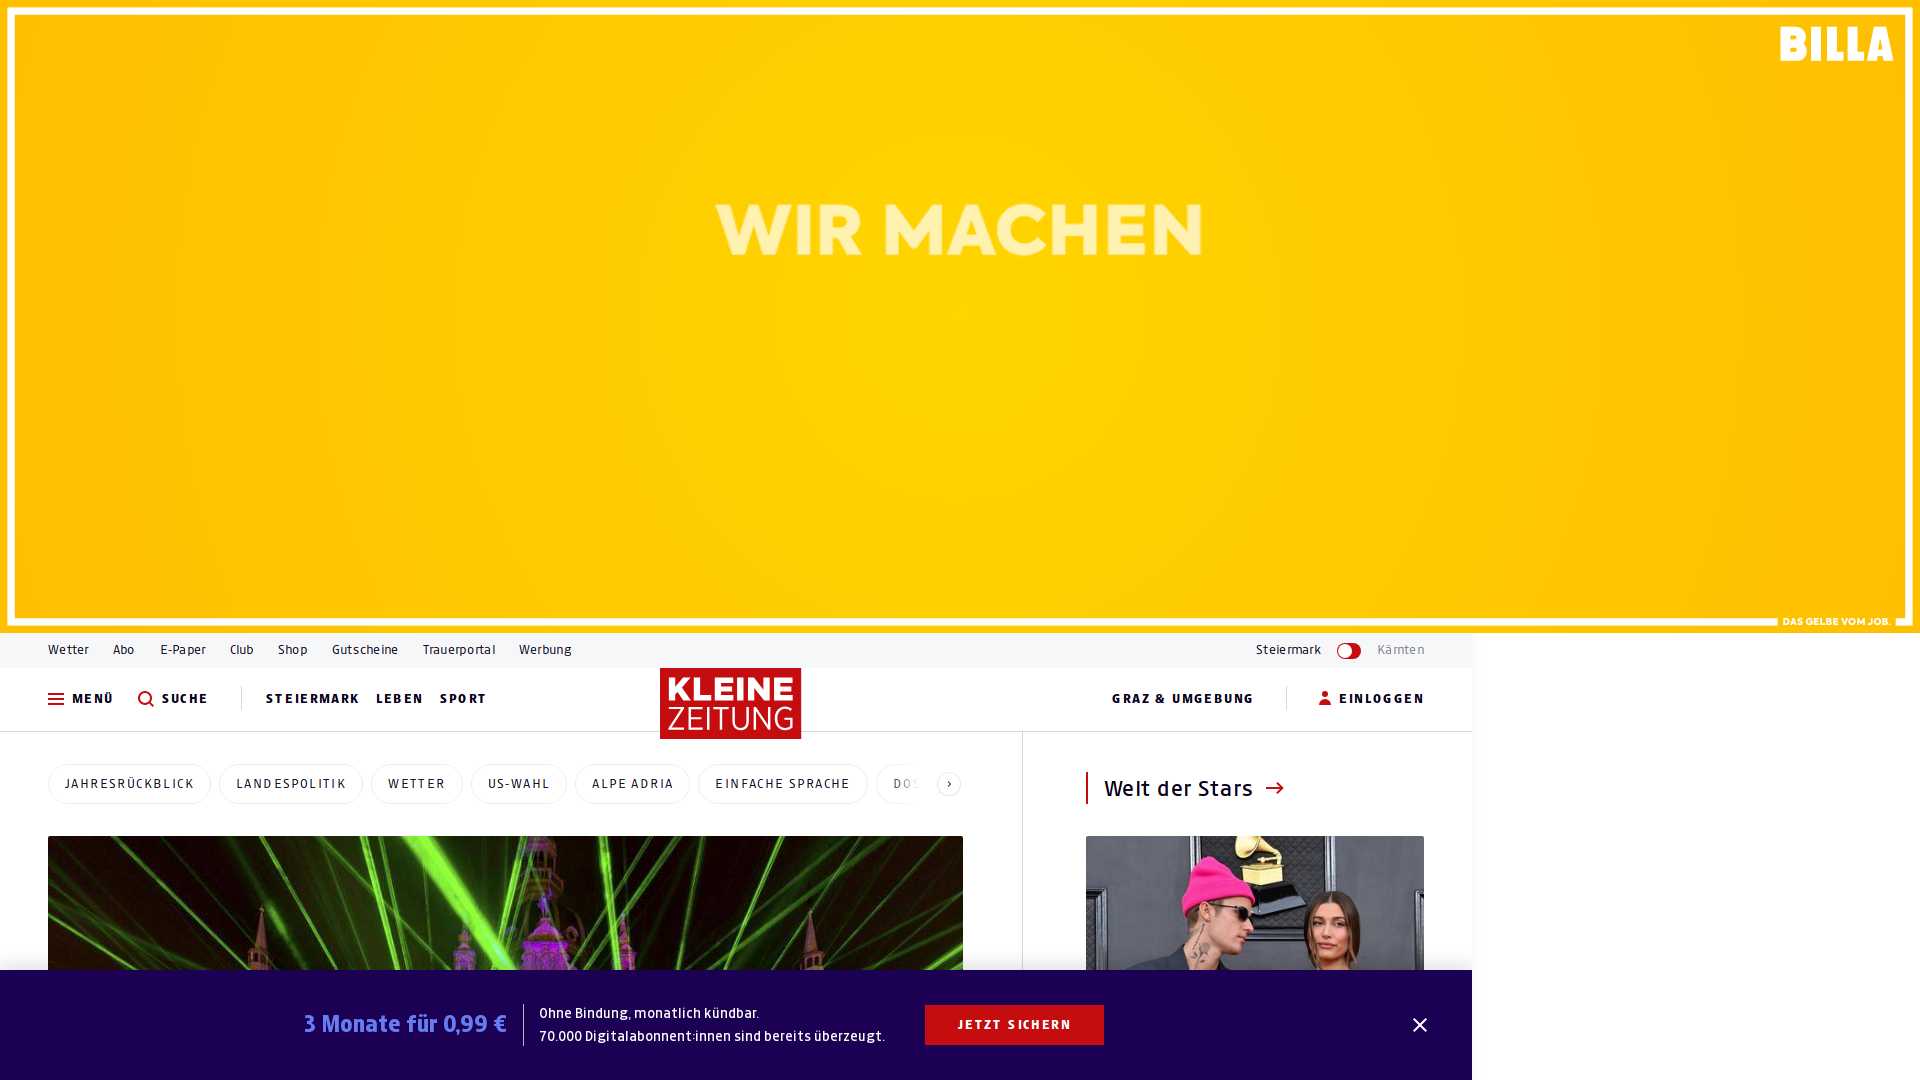 BILLA
WIR MACHEN
DAS GELBE VOM JOB.
Wetter Abo E-Paper Club Shop Gutscheine Trauerportal Werbung Steiermark Kärnten
MENÜ SUCHE STEIERMARK LEBEN SPORT KLEINE ZEITUNG GRAZ & UMGEBUNG EINLOGGEN
JAHRESRÜCKBLICK LANDESPOLITIK WETTER US-WAHL ALPE ADRIA EINFACHE SPRACHE
Welt der Stars
3 Monate für 0,99 €
Ohne Bindung, monatlich kündbar.
70.000 Digitalabonnent:innen sind bereits überzeugt.
JETZT SICHERN